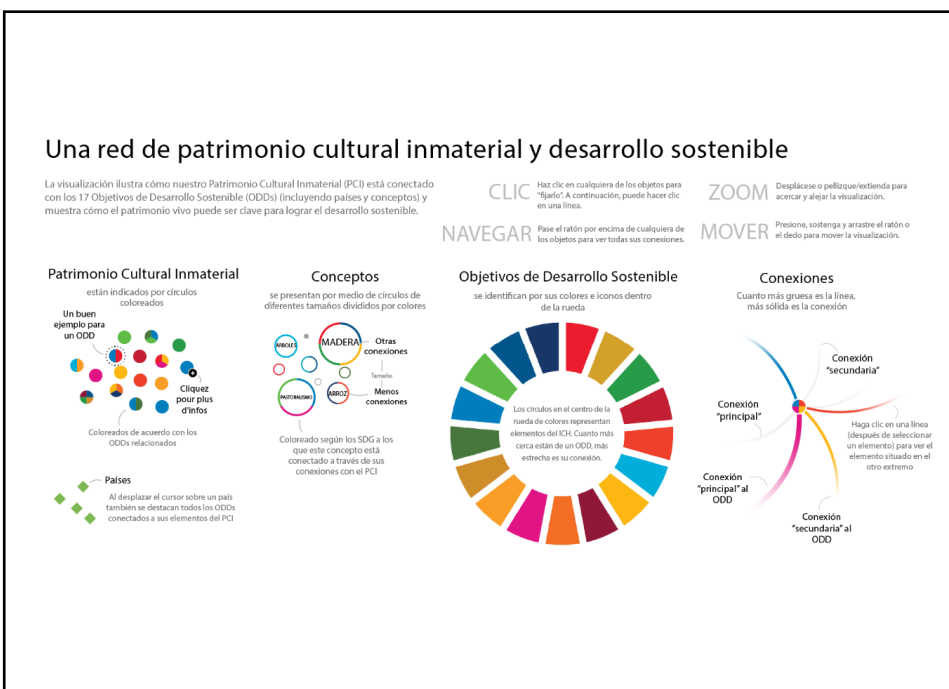 Una red de patrimonio cultural inmaterial y desarrollo sostenible
La visualización ilustra cómo nuestro Patrimonio Cultural Inmaterial (PCI) está conectado
con los 17 Objetivos de Desarrollo Sostenible (ODDs) (incluyendo países y conceptos) y
muestra cómo el patrimonio vivo puede ser clave para lograr el desarrollo sostenible.
CLIC
Haz clic en cualquiera de los objetos para
"fijarlo". A continuación, puede hacer clic
en una línea.
ZOOM
Desplácese o pellizque/extienda para
acercar y alejar la visualización.
NAVEGAR
Pase el ratón por encima de cualquiera de
los objetos para ver todas sus conexiones.
MOVER
Presione, sostenga y arrastre el ratón o
el dedo para mover la visualización.
Patrimonio Cultural Inmaterial
están indicados por círculos
coloreados
Un buen
ejemplo para
un ODD
Cliquez
pour plus
d'infos
Coloreados de acuerdo con los
ODDs relacionados
Países
Al desplazar el cursor sobre un país
también se destacan todos los ODDs
conectados a sus elementos del PCI
Conceptos
se presentan por medio de círculos de
diferentes tamaños divididos por colores
ÁRBOLES
MADERA
Otras
conexiones
Tamaño
PASTORALISMO
ARROZ
Menos
conexiones
Coloreado según los SDG a los
que este concepto está
conectado a través de sus
conexiones con el PCI
Objetivos de Desarrollo Sostenible
se identifican por sus colores e iconos dentro
de la rueda
Los círculos en el centro de la
rueda de colores representan
elementos del ICH. Cuanto más
cerca están de un ODD, más
estrecha es su conexión.
Conexiones
Cuanto más gruesa es la línea,
más sólida es la conexión
Conexión
"secundaria"
Conexión
"principal"
Haga clic en una línea
(después de seleccionar
un elemento) para ver el
elemento situado en el
otro extremo
Conexión
"principal" al
ODD
Conexión
"secundaria" al
ODD